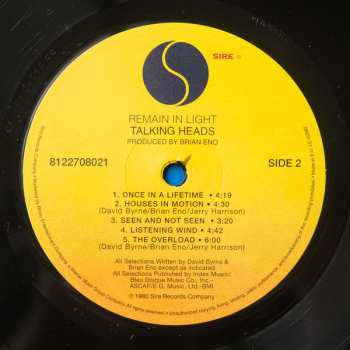 SIRE ®
REMAIN IN LIGHT
TALKING HEADS
PRODUCED BY BRIAN ENO
8122708021
SIDE 2
1. ONCE IN A LIFETIME • 4:19
2. HOUSES IN MOTION • 4:30
(David Byrne/Brian Eno/Jerry Harrison)
3. SEEN AND NOT SEEN • 3:20
4. LISTENING WIND • 4:42
5. THE OVERLOAD • 6:00
(David Byrne/Brian Eno/Jerry Harrison)
All Selections Written by David Byrne &
Brian Eno except as indicated
All Selections Published by Index Music/
Bleu Disque Music Co., Inc./
ASCAP/E.G. Music, Ltd.-BMI
© 1980 Sire Records Company